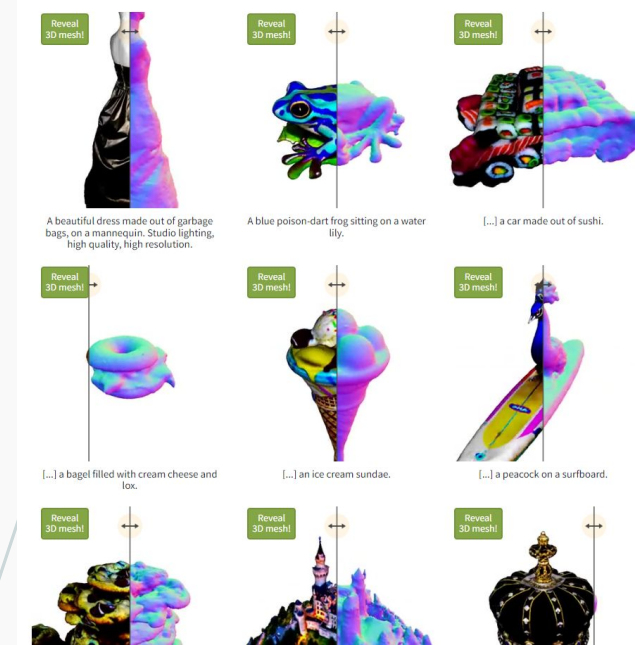 Reveal
3D mesh!
Reveal
3D mesh!
Reveal
3D mesh!
A beautiful dress made out of garbage
bags, on a mannequin. Studio lighting,
high quality, high resolution.
A blue poison-dart frog sitting on a water
lily.
[...] a car made out of sushi.
Reveal
3D mesh!
Reveal
3D mesh!
Reveal
3D mesh!
[...] a bagel filled with cream cheese and
lox.
[...] an ice cream sundae.
[...] a peacock on a surfboard.
Reveal
3D mesh!
Reveal
3D mesh!
Reveal
3D mesh!